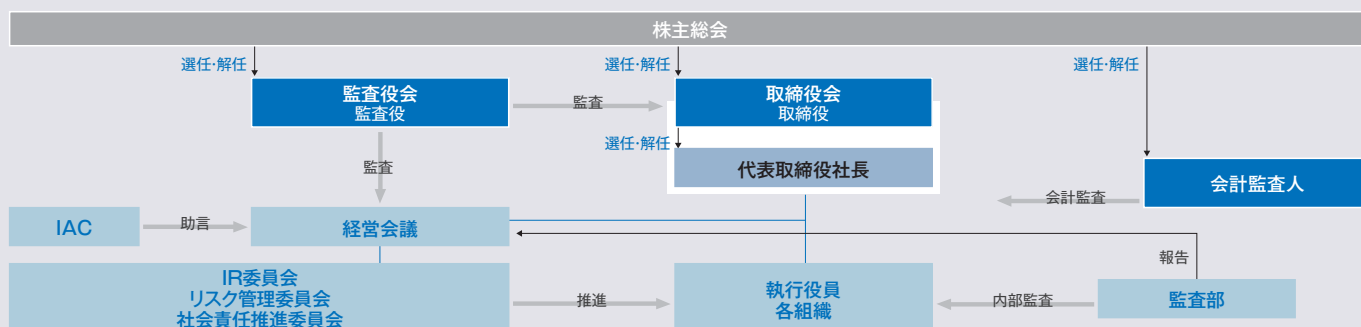 株主総会
選任・解任
選任・解任
選任・解任
監査役会
監査役
監査
取締役会
取締役
選任・解任
監査
代表取締役社長
会計監査人
会計監査
IAC
助言
経営会議
報告
IR委員会
リスク管理委員会
社会責任推進委員会
推進
執行役員
各組織
内部監査
監査部